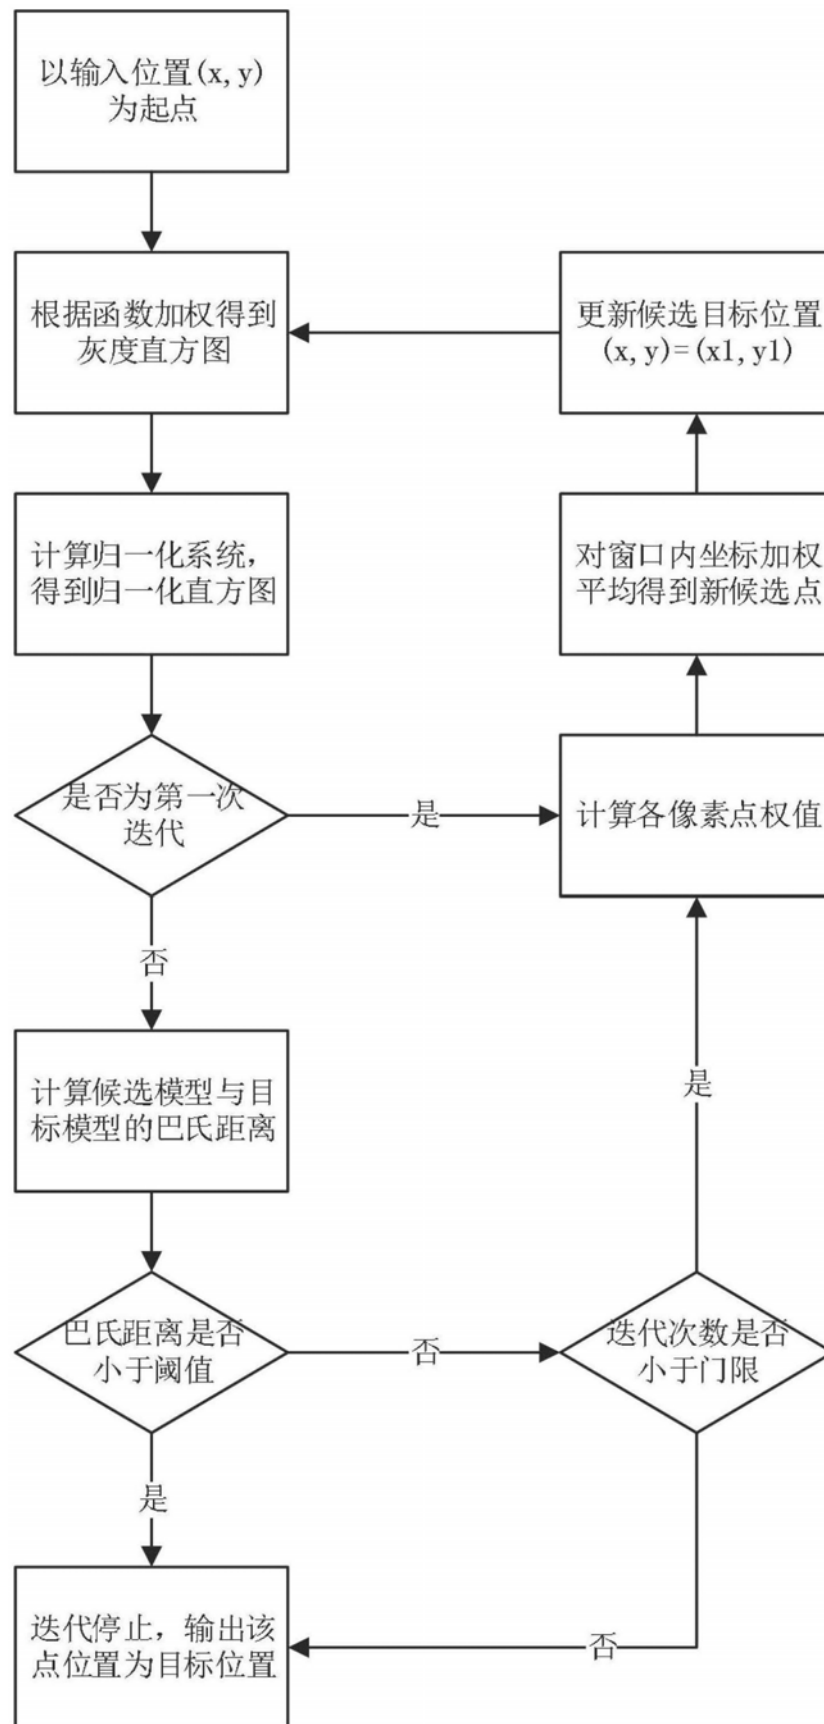 以输入位置(x,y)
为起点
根据函数加权得到
灰度直方图
更新候选目标位置
(x,y)=(x1,y1)
计算归一化系统,
得到归一化直方图
对窗口内坐标加权
平均得到新候选点
是否为第一次
迭代
是
计算各像素点权值
否
计算候选模型与目
标模型的巴氏距离
是
巴氏距离是否
小于阈值
否
迭代次数是否
小于门限
是
迭代停止,输出该
点位置为目标位置
否